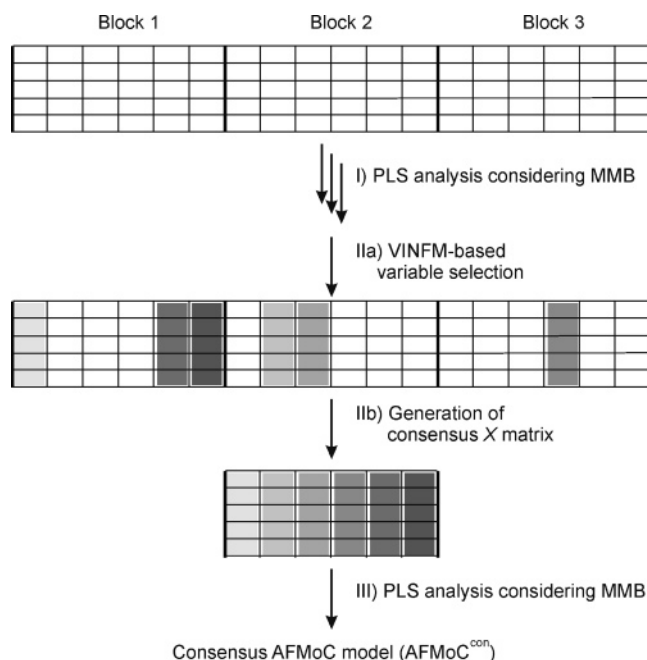 Block 1 Block 2 Block 3
I) PLS analysis considering MMB
IIa) VINFM-based
variable selection
IIb) Generation of
consensus X matrix
III) PLS analysis considering MMB
Consensus AFMoC model (AFMoC^con)